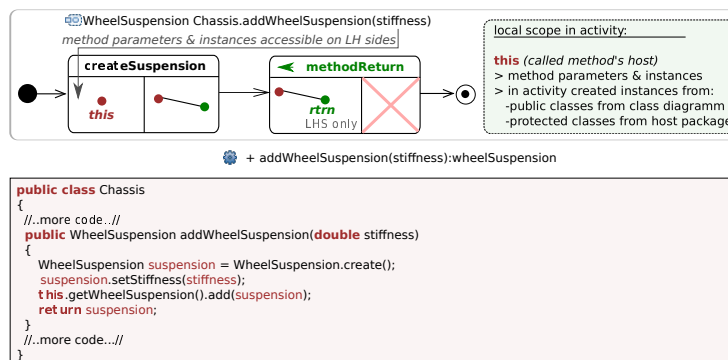 WheelSuspension Chassis.addWheelSuspension(stiffness)
method parameters & instances accessible on LH sides
createSuspension
this
methodReturn
rtrn
LHS only
local scope in activity:
this (called method's host)
> method parameters & instances
> in activity created instances from:
-public classes from class diagramm
-protected classes from host package
+ addWheelSuspension(stiffness):wheelSuspension
public class Chassis
{
//..more code..//
public WheelSuspension addWheelSuspension(double stiffness)
{
WheelSuspension suspension = WheelSuspension.create();
suspension.setStiffness(stiffness);
this.getWheelSuspension().add(suspension);
return suspension;
}
//..more code...//
}